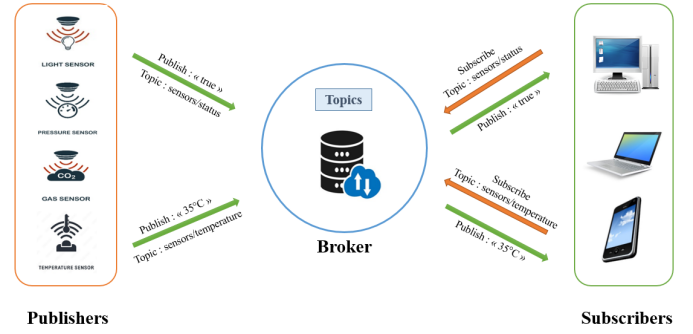 LIGHT SENSOR
PRESSURE SENSOR
CO₂
GAS SENSOR
TEMPERATURE SENSOR
Publishers
Publish : « true »
Topic : sensors/status
Publish : « 35°C »
Topic : sensors/temperature
Topics
Broker
Subscribe
Topic : sensors/status
Publish : « true »
Subscribe
Topic : sensors/temperature
Publish : « 35°C »
Subscribers